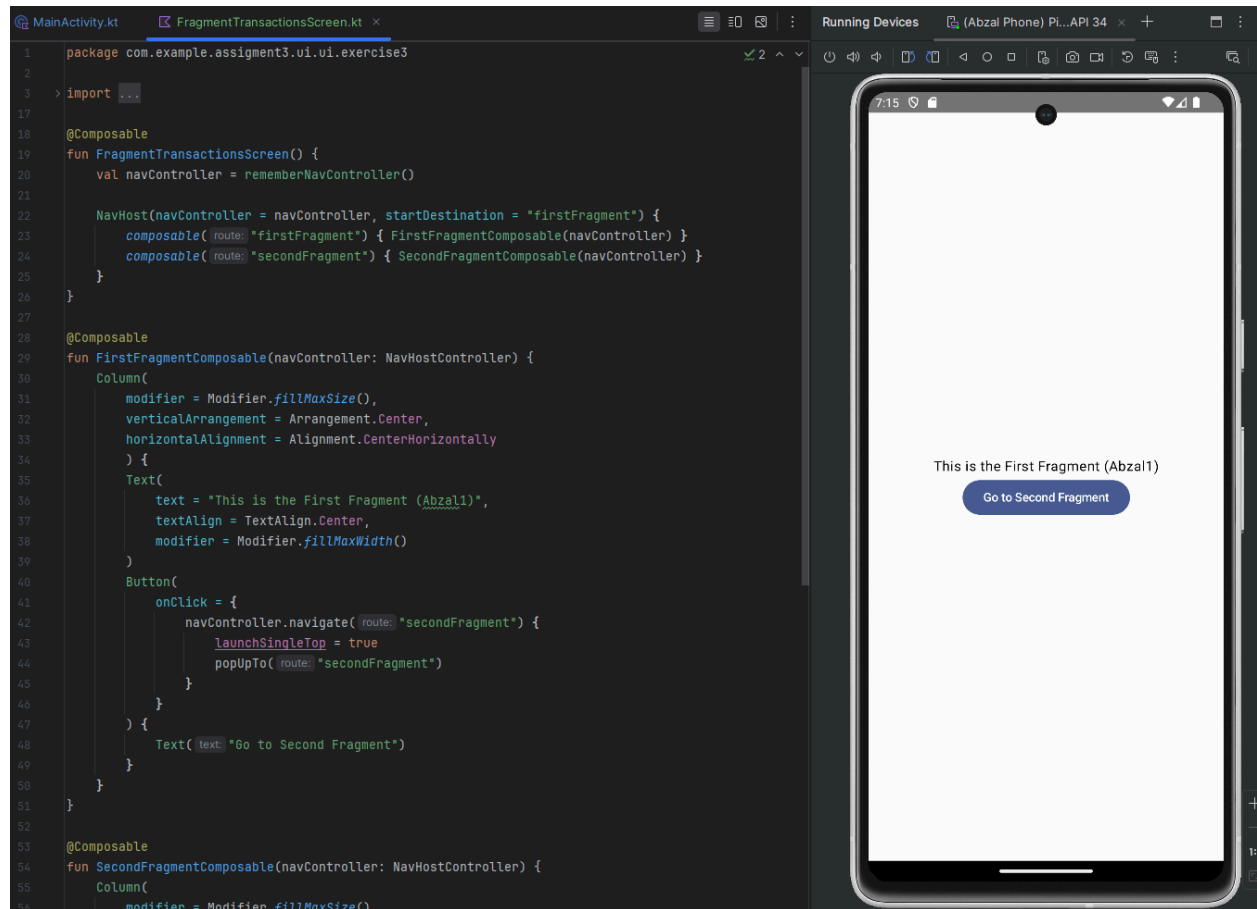 MainActivity.kt
FragmentTransactionsScreen.kt
Running Devices
(Abzal Phone) Pi...API 34
1 package com.example.assigment3.ui.ui.exercise3
2
2
3 import ...
17
18 @Composable
19 fun FragmentTransactionsScreen() {
20 val navController = rememberNavController()
21
22 NavHost(navController = navController, startDestination = "firstFragment") {
23 composable( route: "firstFragment") { FirstFragmentComposable(navController) }
24 composable( route: "secondFragment") { SecondFragmentComposable(navController) }
25 }
26 }
27
28 @Composable
29 fun FirstFragmentComposable(navController: NavHostController) {
30 Column(
31 modifier = Modifier.fillMaxSize(),
32 verticalArrangement = Arrangement.Center,
33 horizontalAlignment = Alignment.CenterHorizontally
34 ) {
35 Text(
36 text = "This is the First Fragment (Abzal1)",
37 textAlign = TextAlign.Center,
38 modifier = Modifier.fillMaxWidth()
39 )
40 Button(
41 onClick = {
42 navController.navigate( route: "secondFragment") {
43 launchSingleTop = true
44 popUpTo( route: "secondFragment")
45 }
46 }
47 ) {
48 Text( text: "Go to Second Fragment")
49 }
50 }
51 }
52
53 @Composable
54 fun SecondFragmentComposable(navController: NavHostController) {
55 Column(
56 modifier = Modifier.fillMaxSize()
7:15
This is the First Fragment (Abzal1)
Go to Second Fragment
1: